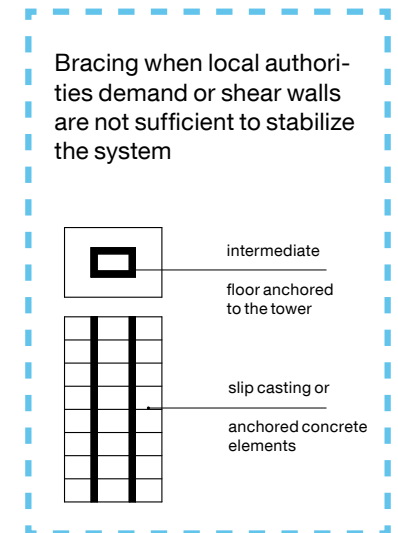 Bracing when local authori-
ties demand or shear walls
are not sufficient to stabilize
the system
intermediate
floor anchored
to the tower
slip casting or
anchored concrete
elements